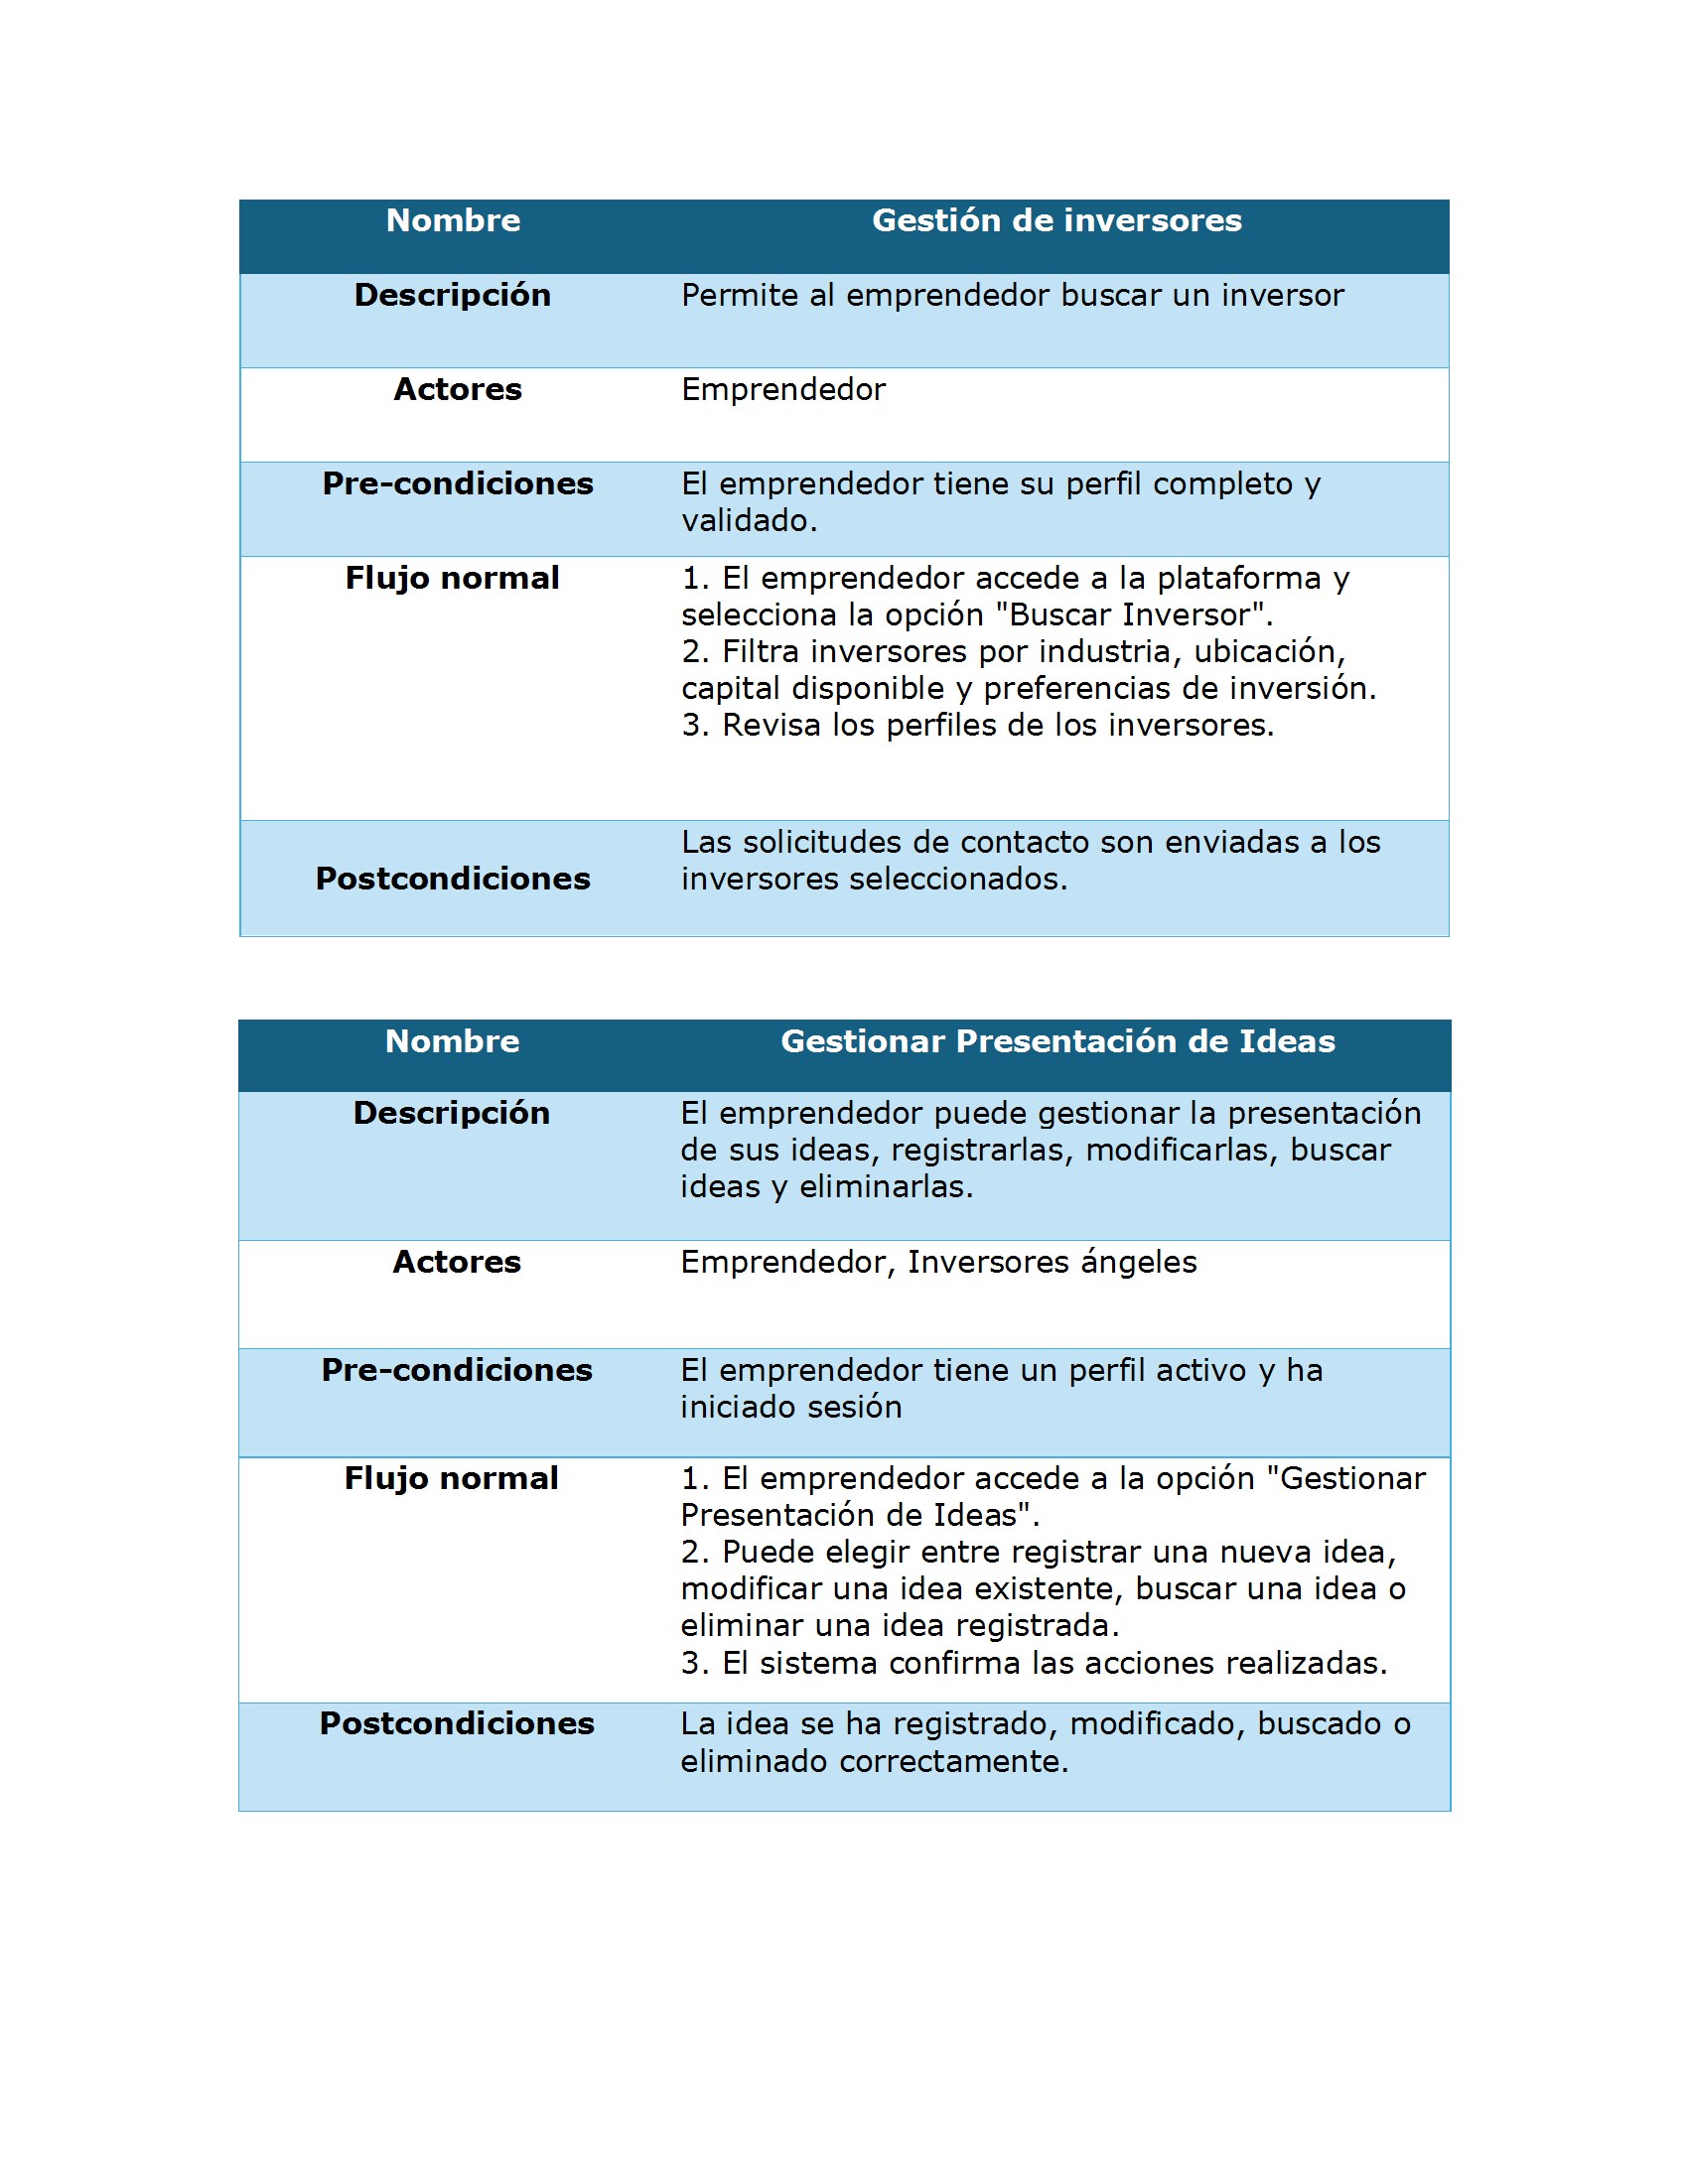 Nombre Gestión de inversores
Descripción Permite al emprendedor buscar un inversor
Actores Emprendedor
Pre-condiciones El emprendedor tiene su perfil completo y
validado.
Flujo normal 1. El emprendedor accede a la plataforma y
selecciona la opción "Buscar Inversor".
2. Filtra inversores por industria, ubicación,
capital disponible y preferencias de inversión.
3. Revisa los perfiles de los inversores.
Las solicitudes de contacto son enviadas a los
Postcondiciones inversores seleccionados.
Nombre Gestionar Presentación de Ideas
Descripción El emprendedor puede gestionar la presentación
de sus ideas, registrarlas, modificarlas, buscar
ideas y eliminarlas.
Actores Emprendedor, Inversores ángeles
Pre-condiciones El emprendedor tiene un perfil activo y ha
iniciado sesión
Flujo normal 1. El emprendedor accede a la opción "Gestionar
Presentación de Ideas".
2. Puede elegir entre registrar una nueva idea,
modificar una idea existente, buscar una idea o
eliminar una idea registrada.
3. El sistema confirma las acciones realizadas.
Postcondiciones La idea se ha registrado, modificado, buscado o
eliminado correctamente.